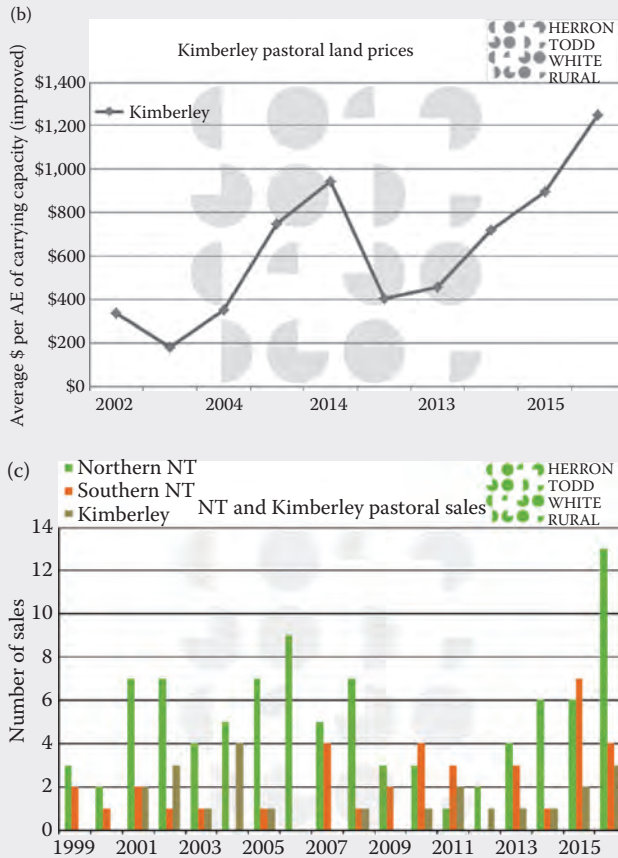 (b)
Kimberley pastoral land prices
HERRON
TODD
WHITE
RURAL
Average $ per AE of carrying capacity (improved)
$1,400
$1,200
$1,000
$800
$600
$400
$200
$0
Kimberley
2002 2004 2014 2013 2015
(c)
Northern NT
Southern NT
Kimberley
NT and Kimberley pastoral sales
HERRON
TODD
WHITE
RURAL
Number of sales
14
12
10
8
6
4
2
0
1999 2001 2003 2005 2007 2009 2011 2013 2015